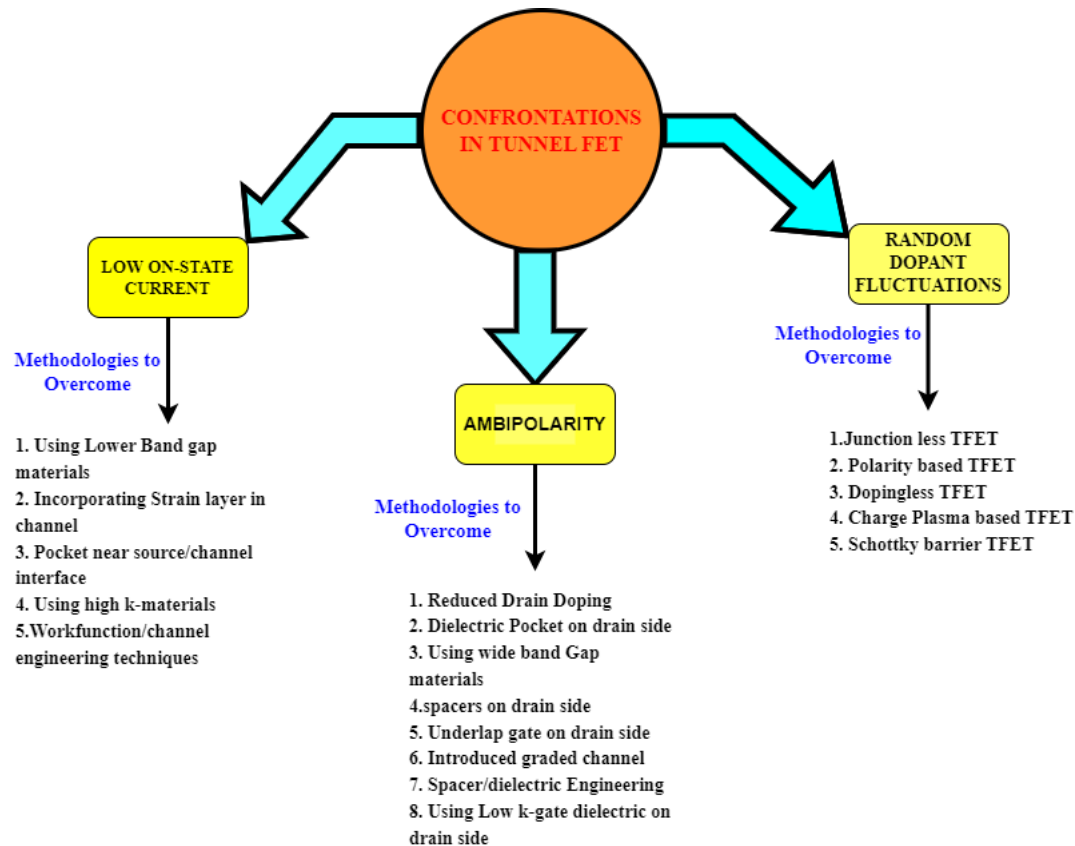 CONFRONTATIONS
IN TUNNEL FET
LOW ON-STATE
CURRENT
Methodologies to
Overcome
1. Using Lower Band gap
materials
2. Incorporating Strain layer in
channel
3. Pocket near source/channel
interface
4. Using high k-materials
5.Workfunction/channel
engineering techniques
AMBIPOLARITY
Methodologies to
Overcome
1. Reduced Drain Doping
2. Dielectric Pocket on drain side
3. Using wide band Gap
materials
4.spacers on drain side
5. Underlap gate on drain side
6. Introduced graded channel
7. Spacer/dielectric Engineering
8. Using Low k-gate dielectric on
drain side
RANDOM
DOPANT
FLUCTUATIONS
Methodologies to
Overcome
1.Junction less TFET
2. Polarity based TFET
3. Dopingless TFET
4. Charge Plasma based TFET
5. Schottky barrier TFET